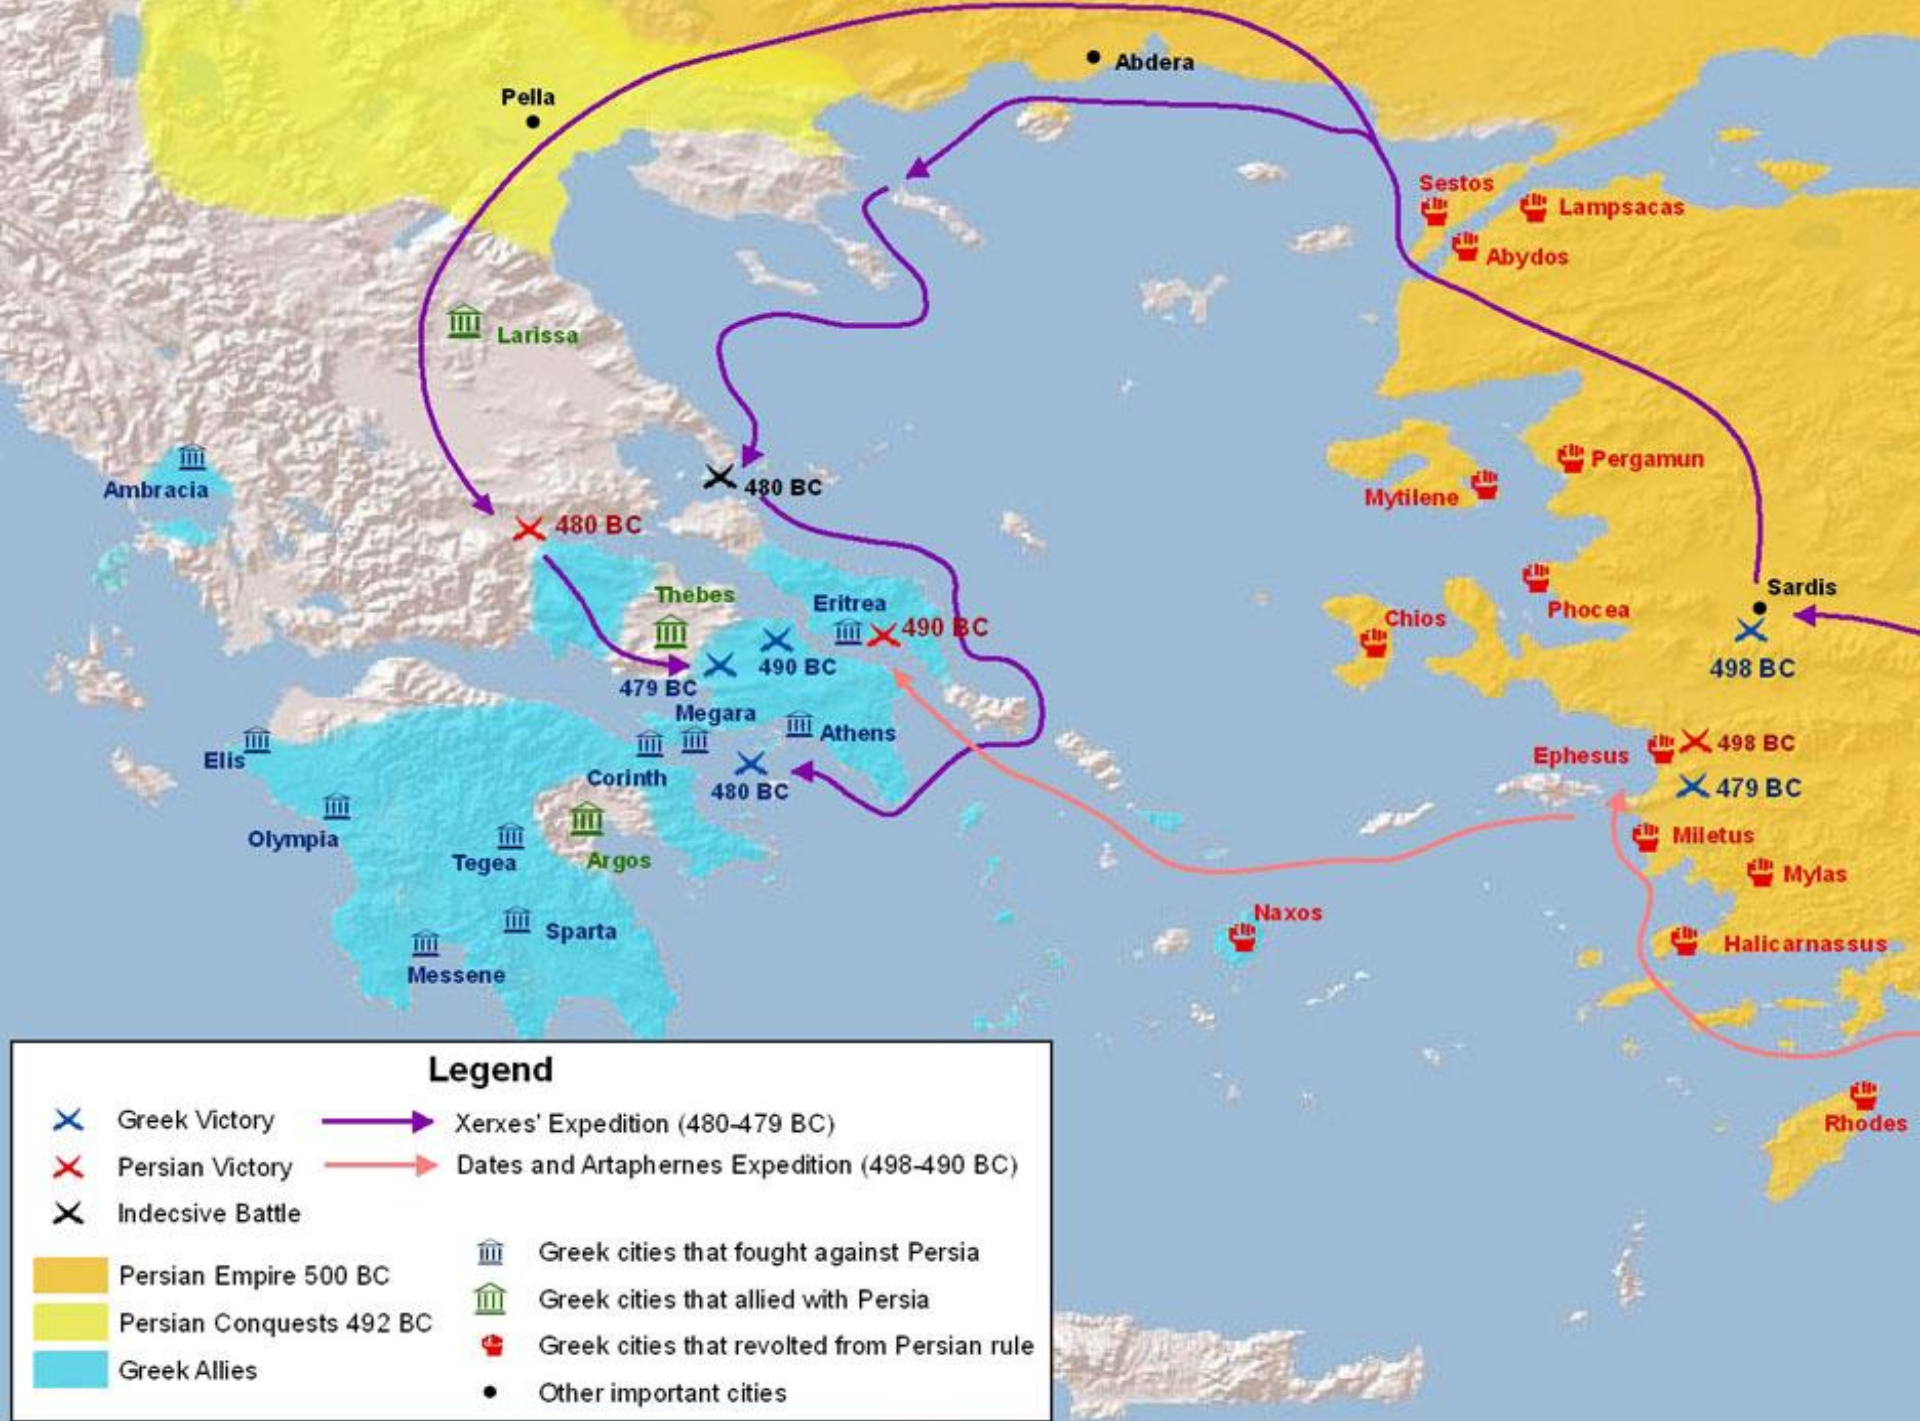 Abdera
Pella
Sestos
Lampsacas
Abydos
Larissa
Pergamun
Ambracia
480 BC
Mytilene
480 BC
Sardis
Thebes
Eritrea
Phocea
Chios
490 BC
490 BC
498 BC
479 BC
Megara
Athens
498 BC
Elis
Ephesus
Corinth
480 BC
479 BC
Olympia
Miletus
Tegea
Argos
Mylas
Naxos
Sparta
Halicarnassus
Messene
Rhodes
Legend
Greek Victory
Xerxes' Expedition (480-479 BC)
Persian Victory
Dates and Artaphernes Expedition (498-490 BC)
Indecsive Battle
Greek cities that fought against Persia
Persian Empire 500 BC
Greek cities that allied with Persia
Persian Conquests 492 BC
Greek cities that revolted from Persian rule
Greek Allies
Other important cities